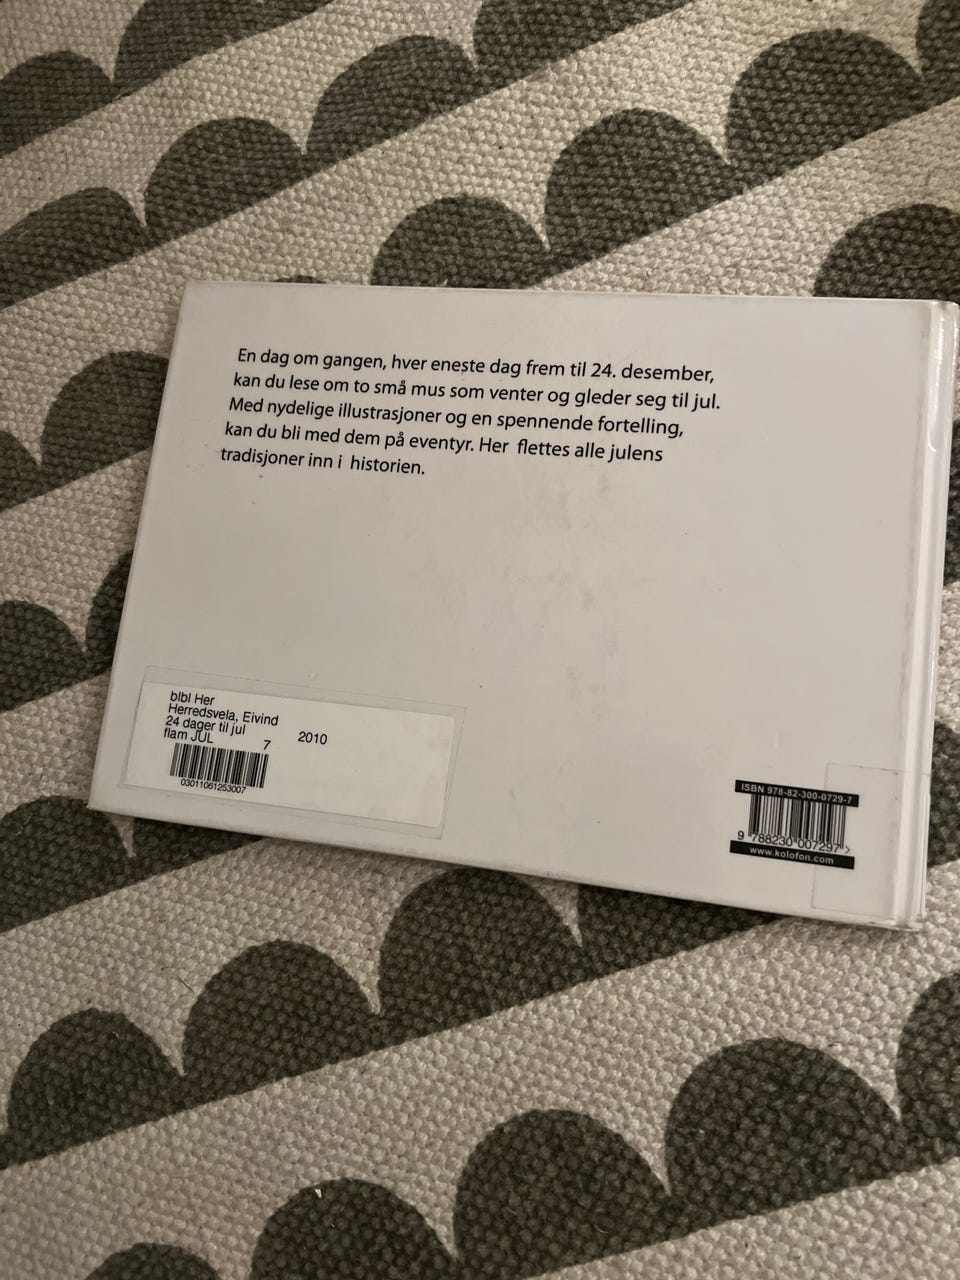 En dag om gangen, hver eneste dag frem til 24. desember,
kan du lese om to små mus som venter og gleder seg til jul.
Med nydelige illustrasjoner og en spennende fortelling,
kan du bli med dem på eventyr. Her flettes alle julens
tradisjoner inn i historien.
blbl Her
Herredsvela, Eivind
24 dager til jul 2010
flam JUL 7
03011061253007
ISBN 978-82-300-0729-7
9 788230 007297 >
www.kolofon.com